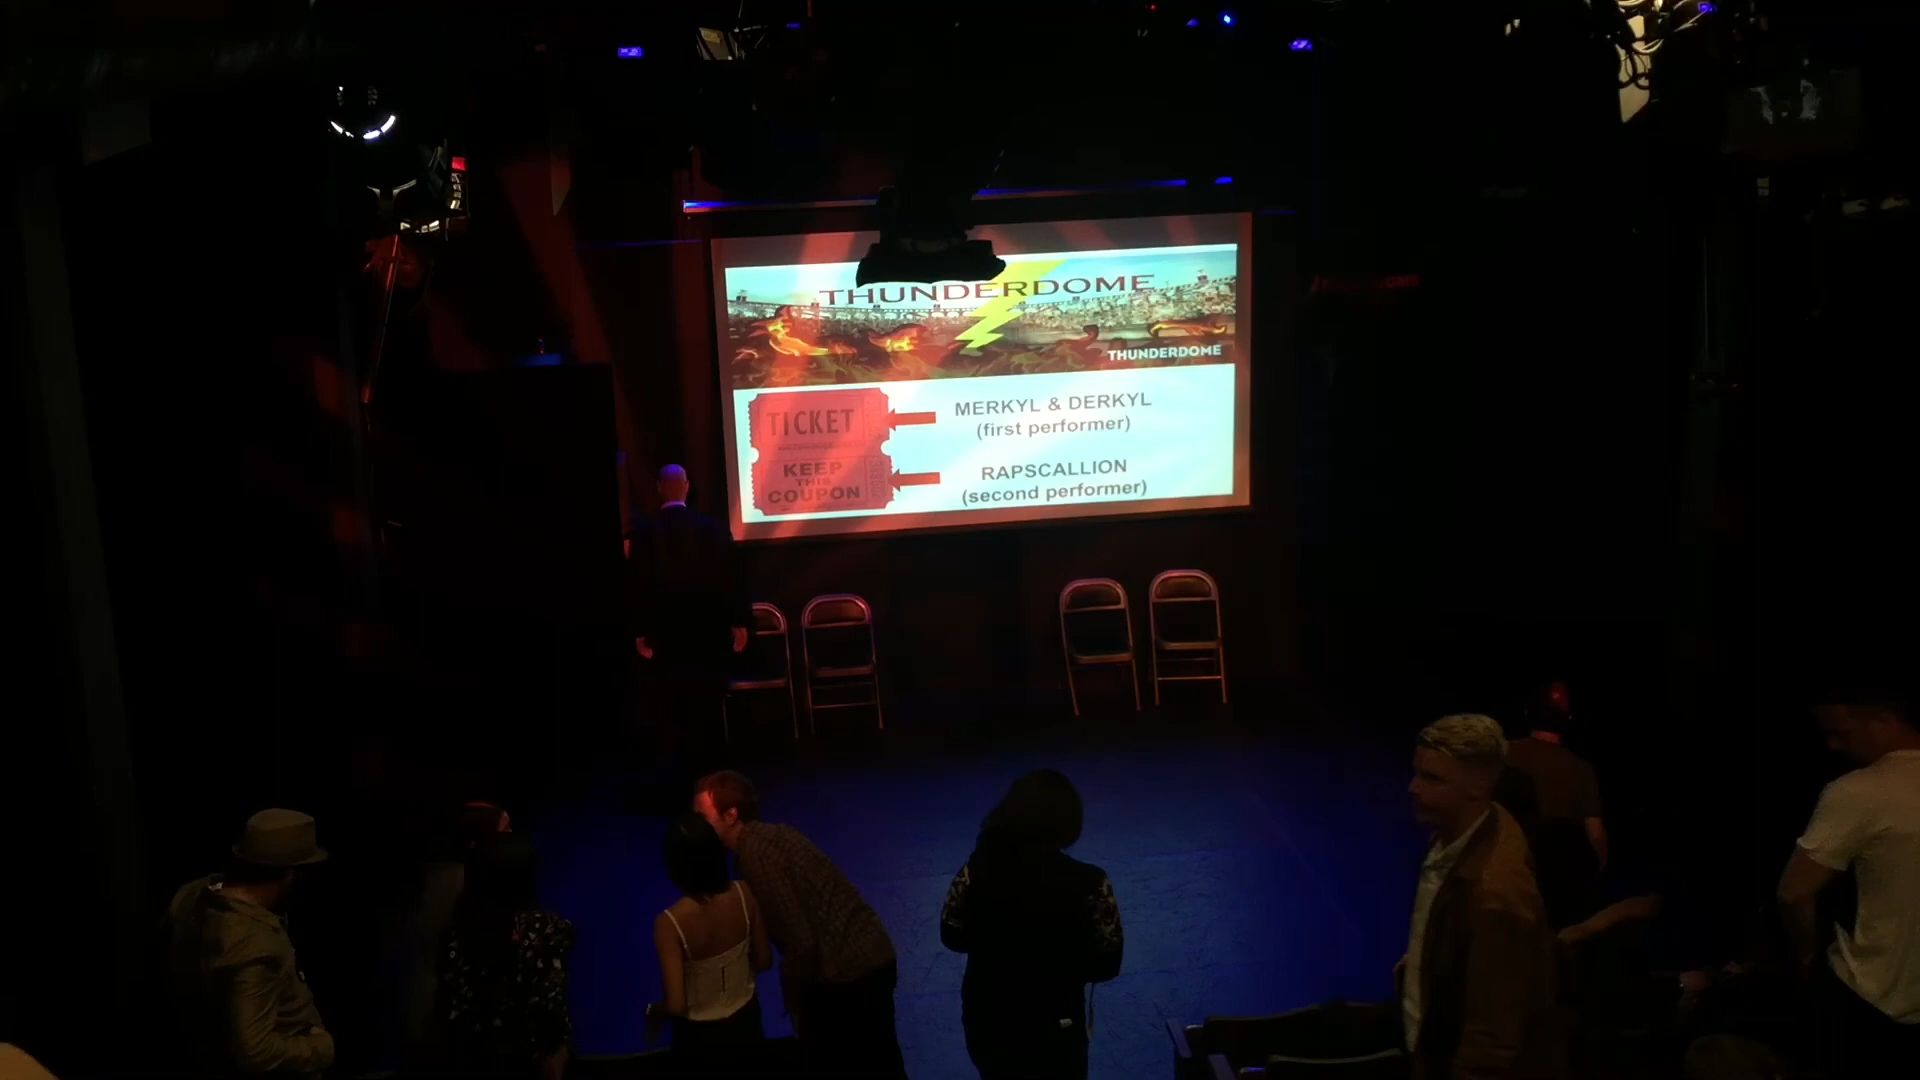 THUNDERDOME
THUNDERDOME
TICKET
MERKYL & DERKYL
(first performer)
KEEP
THIS
COUPON
RAPSCALLION
(second performer)